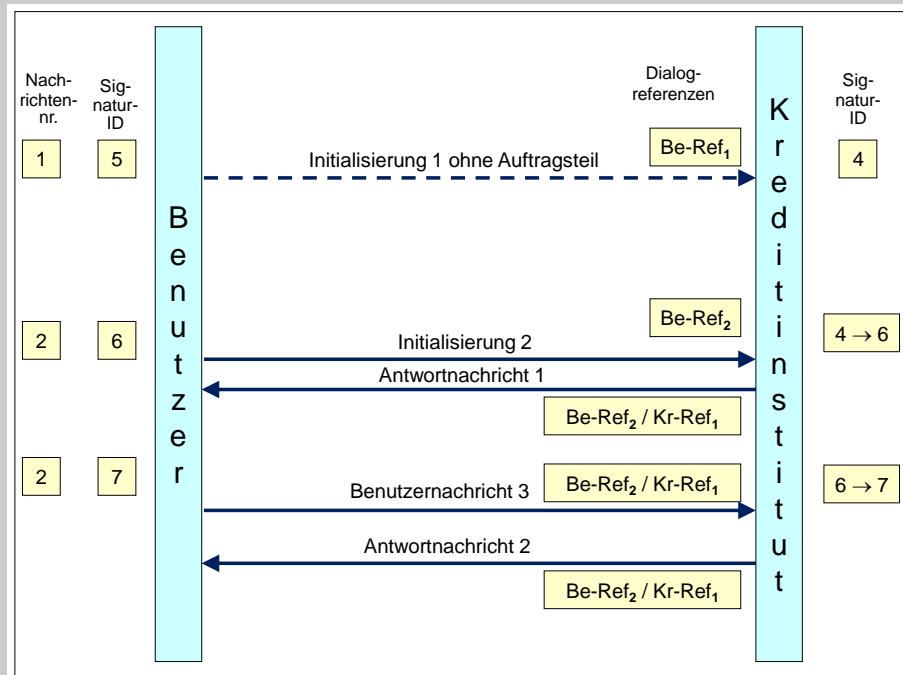 Nach-
richten-
nr.
Sig-
natur-
ID
Dialog-
referenzen
Sig-
natur-
ID
1
5
Initialisierung 1 ohne Auftragsteil
Be-Ref1
4
Benutzer
Kreditinstitut
2
6
Be-Ref2
Initialisierung 2
4 → 6
Antwortnachricht 1
Be-Ref2 / Kr-Ref1
2
7
Benutzernachricht 3
Be-Ref2 / Kr-Ref1
6 → 7
Antwortnachricht 2
Be-Ref2 / Kr-Ref1